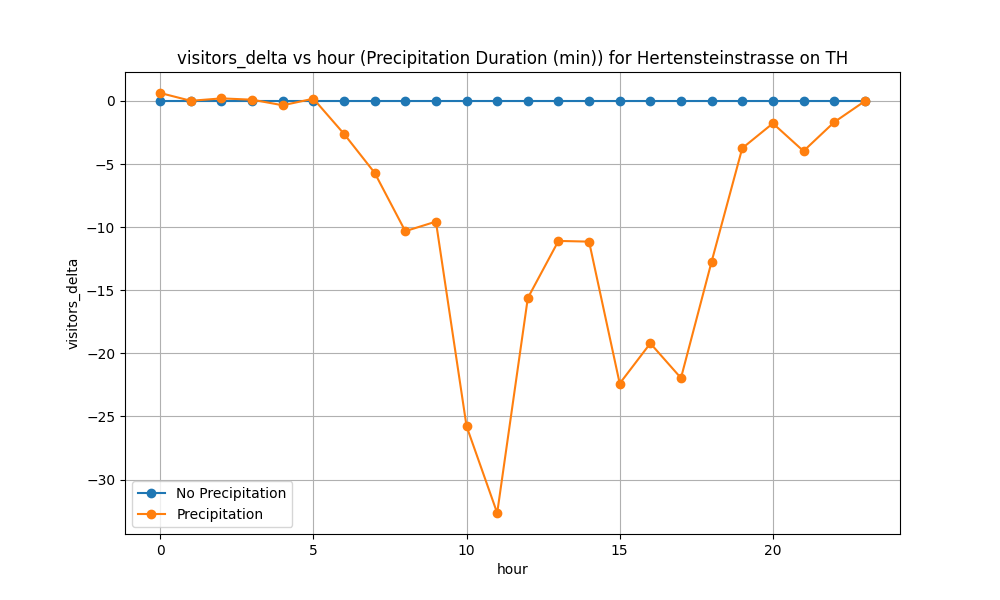 visitors_delta vs hour (Precipitation Duration (min)) for Hertensteinstrasse on TH
visitors_delta
0
−5
−10
−15
−20
−25
−30
No Precipitation
Precipitation
0
5
10
15
20
hour